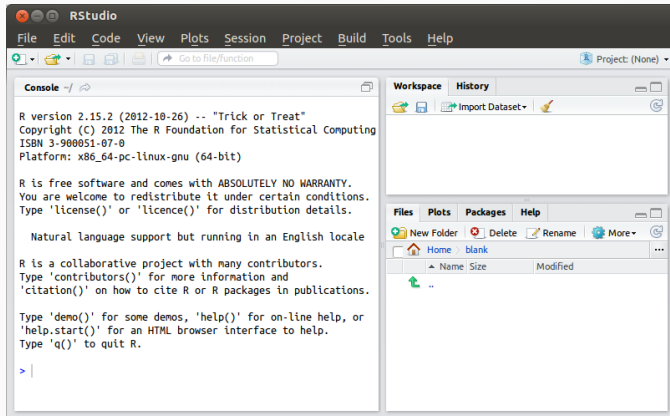 RStudio
File Edit Code View Plots Session Project Build Tools Help
Go to file/function
Project: (None)
Console ~/
R version 2.15.2 (2012-10-26) -- "Trick or Treat"
Copyright (C) 2012 The R Foundation for Statistical Computing
ISBN 3-900051-07-0
Platform: x86_64-pc-linux-gnu (64-bit)
R is free software and comes with ABSOLUTELY NO WARRANTY.
You are welcome to redistribute it under certain conditions.
Type 'license()' or 'licence()' for distribution details.
Natural language support but running in an English locale
R is a collaborative project with many contributors.
Type 'contributors()' for more information and
'citation()' on how to cite R or R packages in publications.
Type 'demo()' for some demos, 'help()' for on-line help, or
'help.start()' for an HTML browser interface to help.
Type 'q()' to quit R.
>
Workspace History
Import Dataset
Files Plots Packages Help
New Folder Delete Rename More
Home blank
Name Size Modified
..